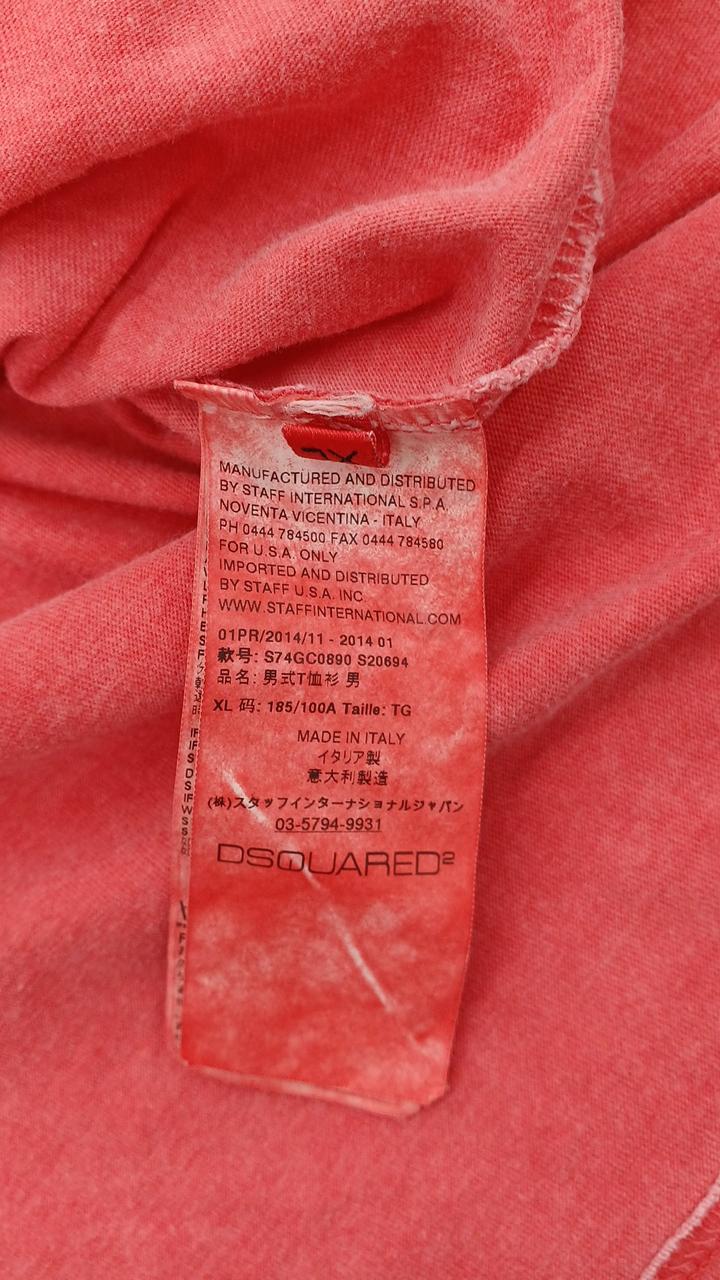 XL
MANUFACTURED AND DISTRIBUTED
BY STAFF INTERNATIONAL S.P.A.
NOVENTA VICENTINA - ITALY
PH 0444 784500 FAX 0444 784580
FOR U.S.A. ONLY
IMPORTED AND DISTRIBUTED
BY STAFF U.S.A. INC.
WWW.STAFFINTERNATIONAL.COM
01PR/2014/11 - 2014 01
款号: S74GC0890 S20694
品名: 男式T恤衫 男
XL 码: 185/100A Taille: TG
MADE IN ITALY
イタリア製
意大利製造
(株)スタッフインターナショナルジャパン
03-5794-9931
DSQUARED²